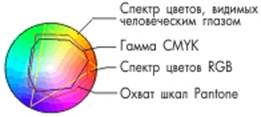 Спектр цветов, видимых
человеческим глазом
Гамма CMYK
Спектр цветов RGB
Охват шкал Pantone